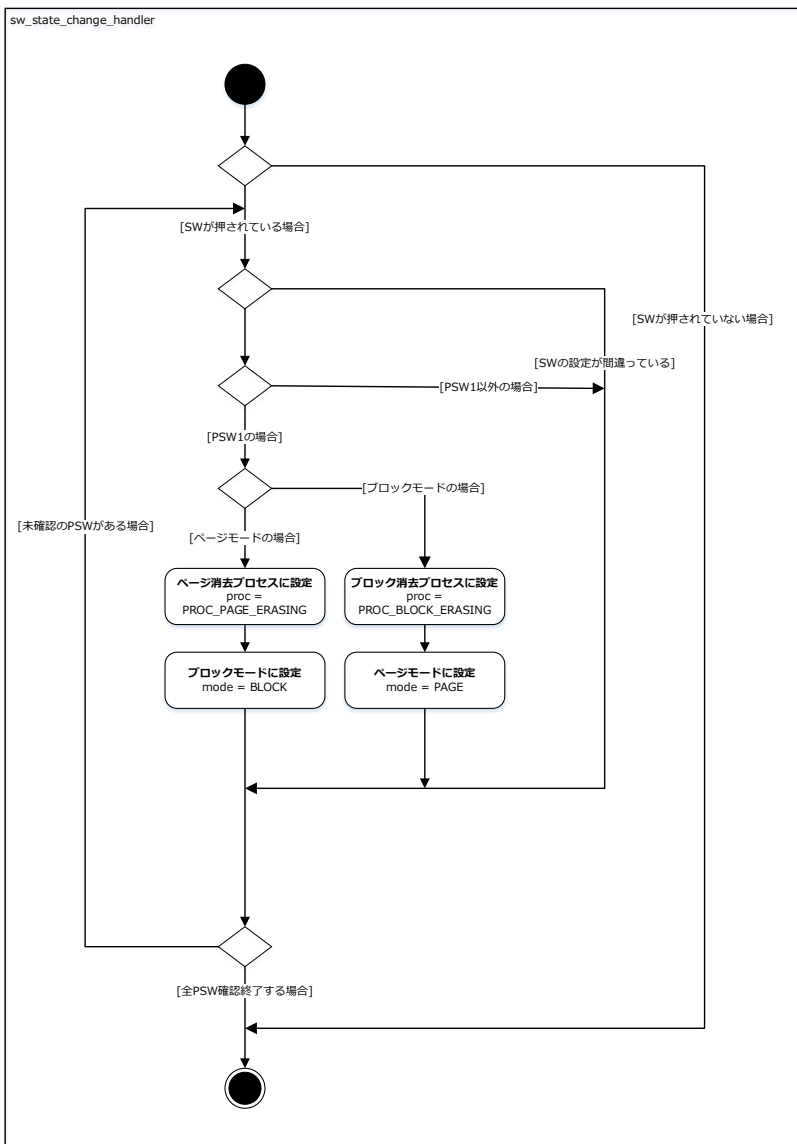 sw_state_change_handler
[SWが押されている場合]
[SWが押されていない場合]
[SWの設定が間違っている]
[PSW1以外の場合]
[PSW1の場合]
[ブロックモードの場合]
[未確認のPSWがある場合]
[ページモードの場合]
ページ消去プロセスに設定
proc =
PROC_PAGE_ERASING
ブロック消去プロセスに設定
proc =
PROC_BLOCK_ERASING
ブロックモードに設定
mode = BLOCK
ページモードに設定
mode = PAGE
[全PSW確認終了する場合]